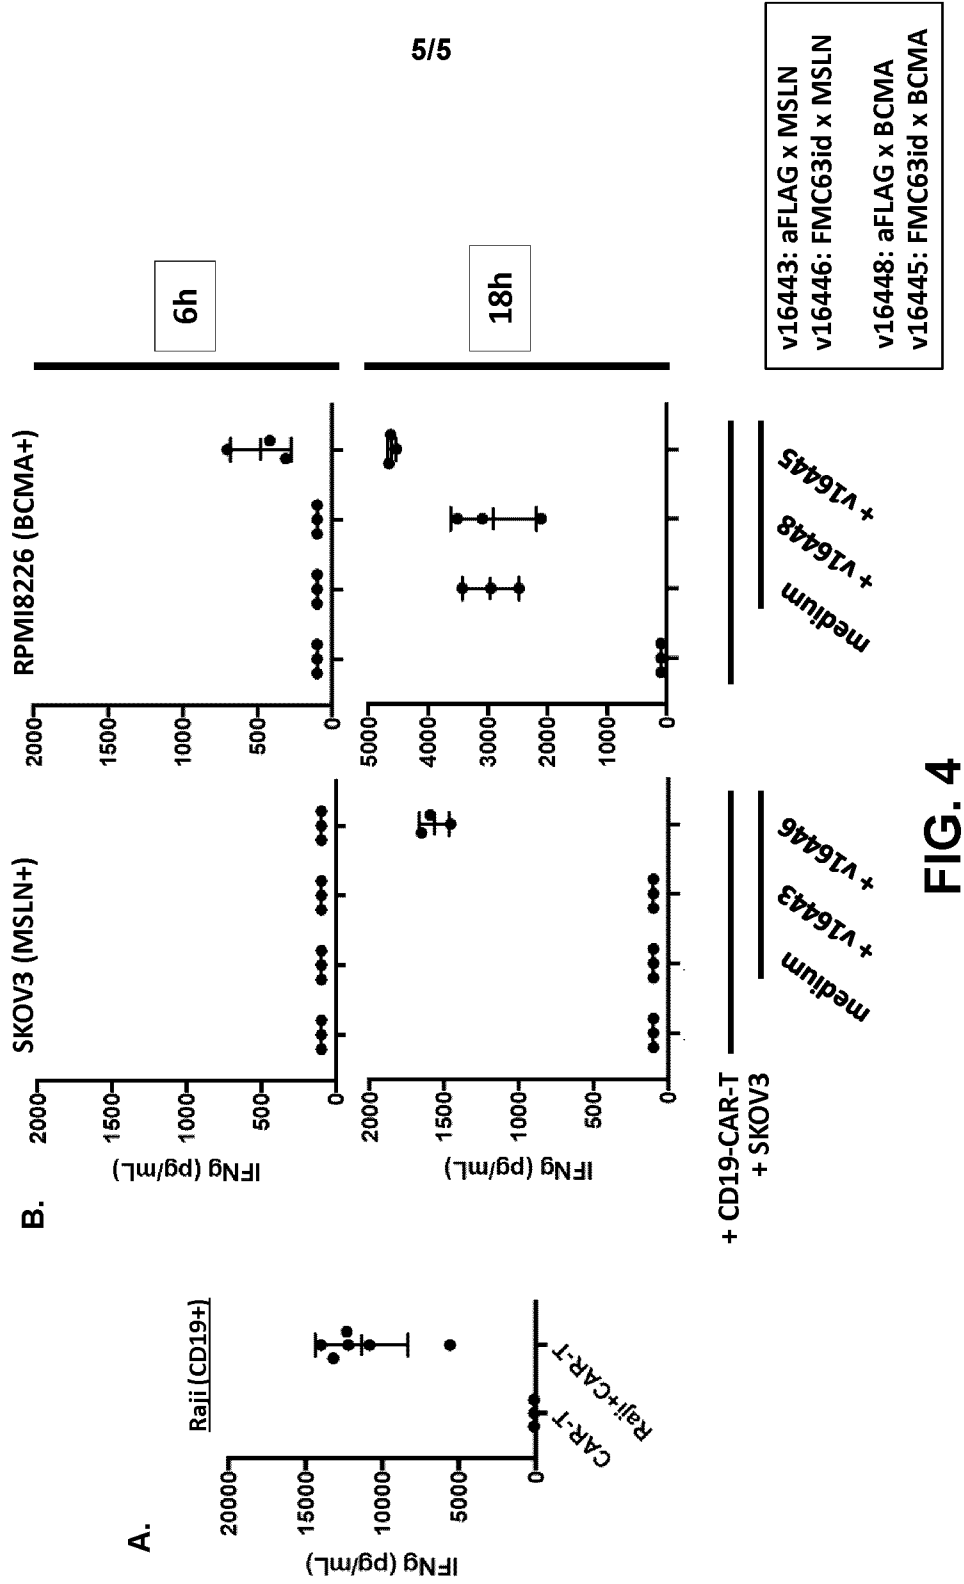 5/5
A.
Raji (CD19+)
IFNg (pg/mL)
20000
15000
10000
5000
0
CAR-T
Raji+CAR-T
B.
SKOV3 (MSLN+)
IFNg (pg/mL)
2000
1500
1000
500
0
RPMI8226 (BCMA+)
2000
1500
1000
500
0
6h
IFNg (pg/mL)
2000
1500
1000
500
0
5000
4000
3000
2000
0
18h
+ CD19-CAR-T
+ SKOV3
medium
+ v16443
+ v16446
medium
+ v16448
+ v16445
v16443: aFLAG x MSLN
v16446: FMC63id x MSLN
v16448: aFLAG x BCMA
v16445: FMC63id x BCMA
FIG. 4